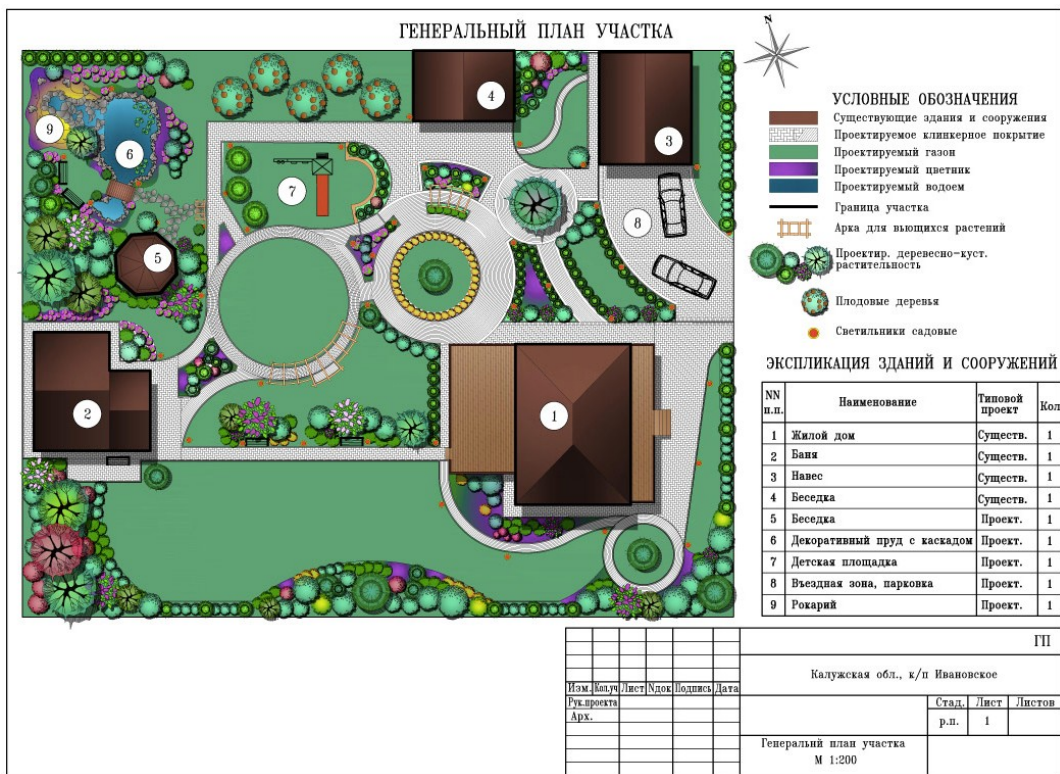 ГЕНЕРАЛЬНЫЙ ПЛАН УЧАСТКА
N
4
3
9
6
7
8
5
2
1
УСЛОВНЫЕ ОБОЗНАЧЕНИЯ
Существующие здания и сооружения
Проектируемое клинкерное покрытие
Проектируемый газон
Проектируемый цветник
Проектируемый водоем
Граница участка
Арка для вьющихся растений
Проектир. деревесно-куст.
растительность
Плодовые деревья
Светильники садовые
ЭКСПЛИКАЦИЯ ЗДАНИЙ И СООРУЖЕНИЙ
NN п.п. Наименование Типовой проект Кол
1 Жилой дом Существ. 1
2 Баня Существ. 1
3 Навес Существ. 1
4 Беседка Существ. 1
5 Беседка Проект. 1
6 Декоративный пруд с каскадом Проект. 1
7 Детская площадка Проект. 1
8 Въездная зона, парковка Проект. 1
9 Рокарий Проект. 1
ГП
Калужская обл., к/п Ивановское
Изм. Кол.уч Лист Nдок Подпись Дата
Рук.проекта
Арх.
Стад. Лист Листов
р.п. 1
Генеральнй план участка
М 1:200